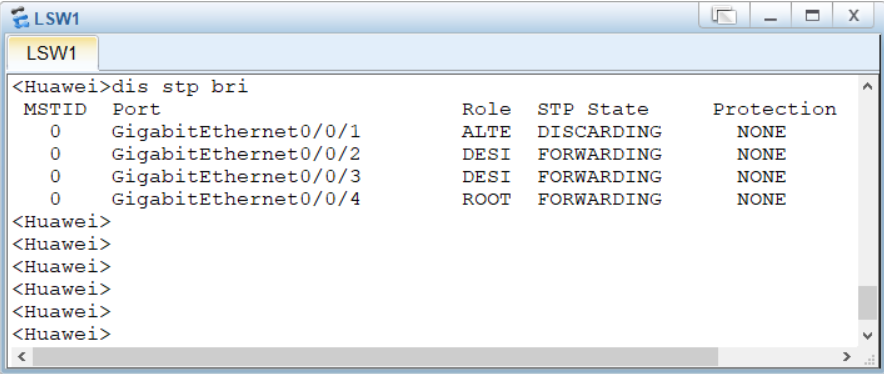 LSW1
LSW1
<Huawei>dis stp bri
MSTID Port Role STP State Protection
0 GigabitEthernet0/0/1 ALTE DISCARDING NONE
0 GigabitEthernet0/0/2 DESI FORWARDING NONE
0 GigabitEthernet0/0/3 DESI FORWARDING NONE
0 GigabitEthernet0/0/4 ROOT FORWARDING NONE
<Huawei>
<Huawei>
<Huawei>
<Huawei>
<Huawei>
<Huawei>